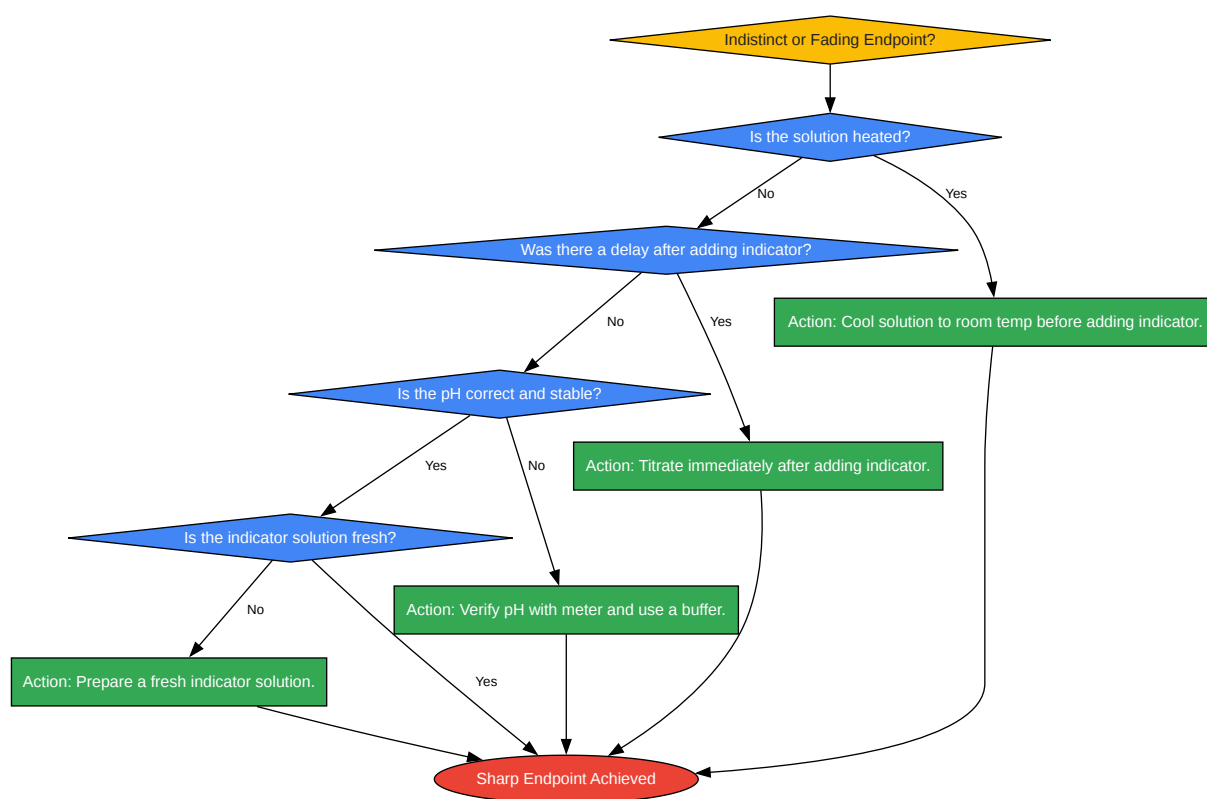 Indistinct or Fading Endpoint?
Is the solution heated?
No
Yes
Was there a delay after adding indicator?
Action: Cool solution to room temp before adding indicator.
No
Yes
Is the pH correct and stable?
Yes
No
Action: Titrate immediately after adding indicator.
Is the indicator solution fresh?
No
Action: Verify pH with meter and use a buffer.
Action: Prepare a fresh indicator solution.
Yes
Sharp Endpoint Achieved